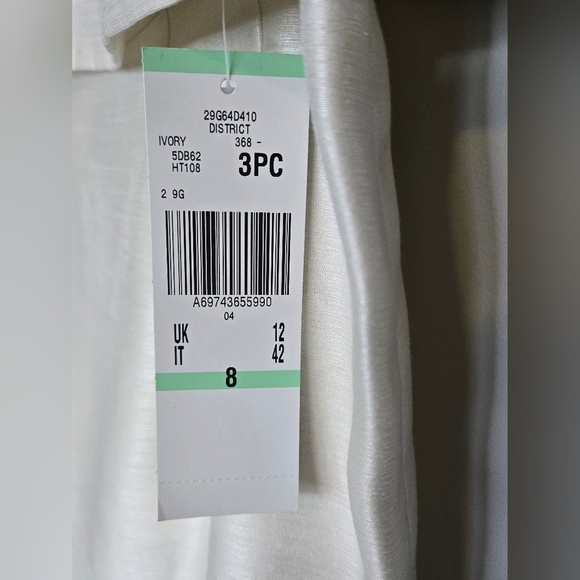 29G64D410
DISTRICT
IVORY 368 -
5DB62
HT108 3PC
2 9G
A69743655990
04
UK 12
IT 42
8